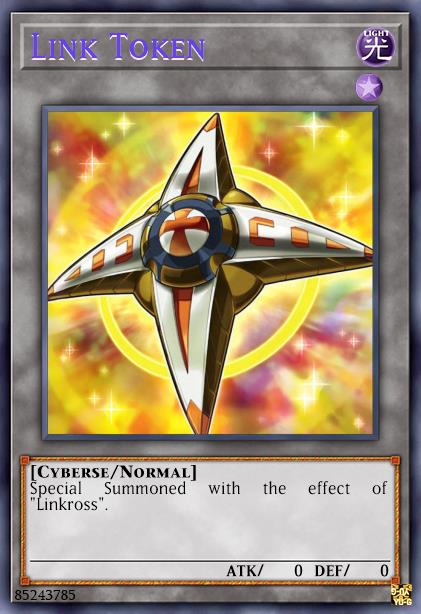 LINK TOKEN
LIGHT
光
[CYBERSE/NORMAL]
Special Summoned with the effect of
"Linkross".
ATK/ 0 DEF/ 0
85243785